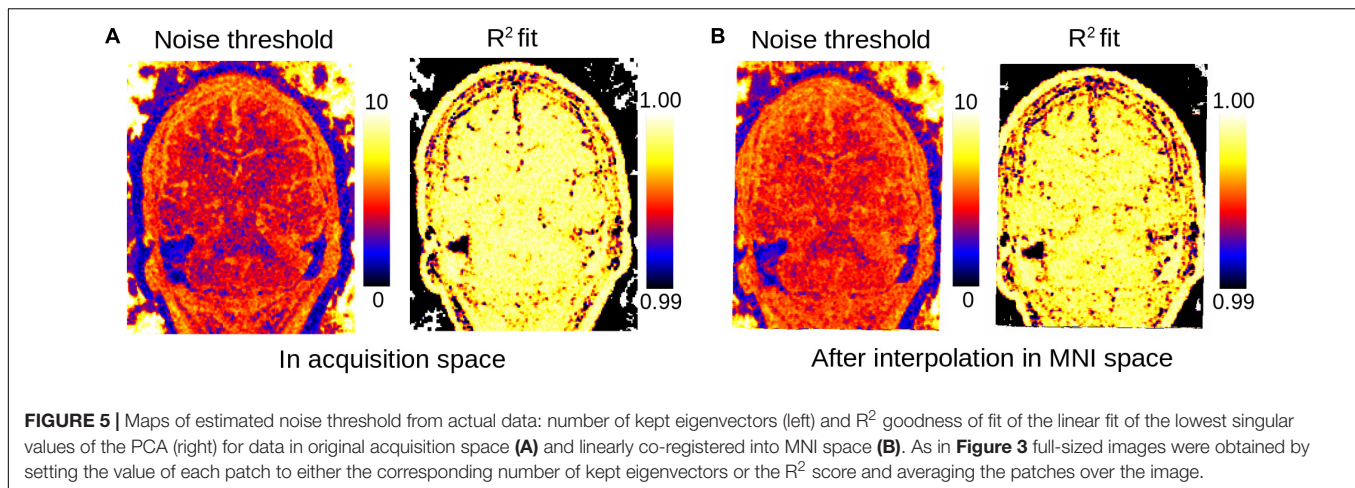 A Noise threshold R² fit B Noise threshold R² fit
10 1.00 10 1.00
0 0.99 0 0.99
In acquisition space After interpolation in MNI space
FIGURE 5 | Maps of estimated noise threshold from actual data: number of kept eigenvectors (left) and R² goodness of fit of the linear fit of the lowest singular
values of the PCA (right) for data in original acquisition space (A) and linearly co-registered into MNI space (B). As in Figure 3 full-sized images were obtained by
setting the value of each patch to either the corresponding number of kept eigenvectors or the R² score and averaging the patches over the image.